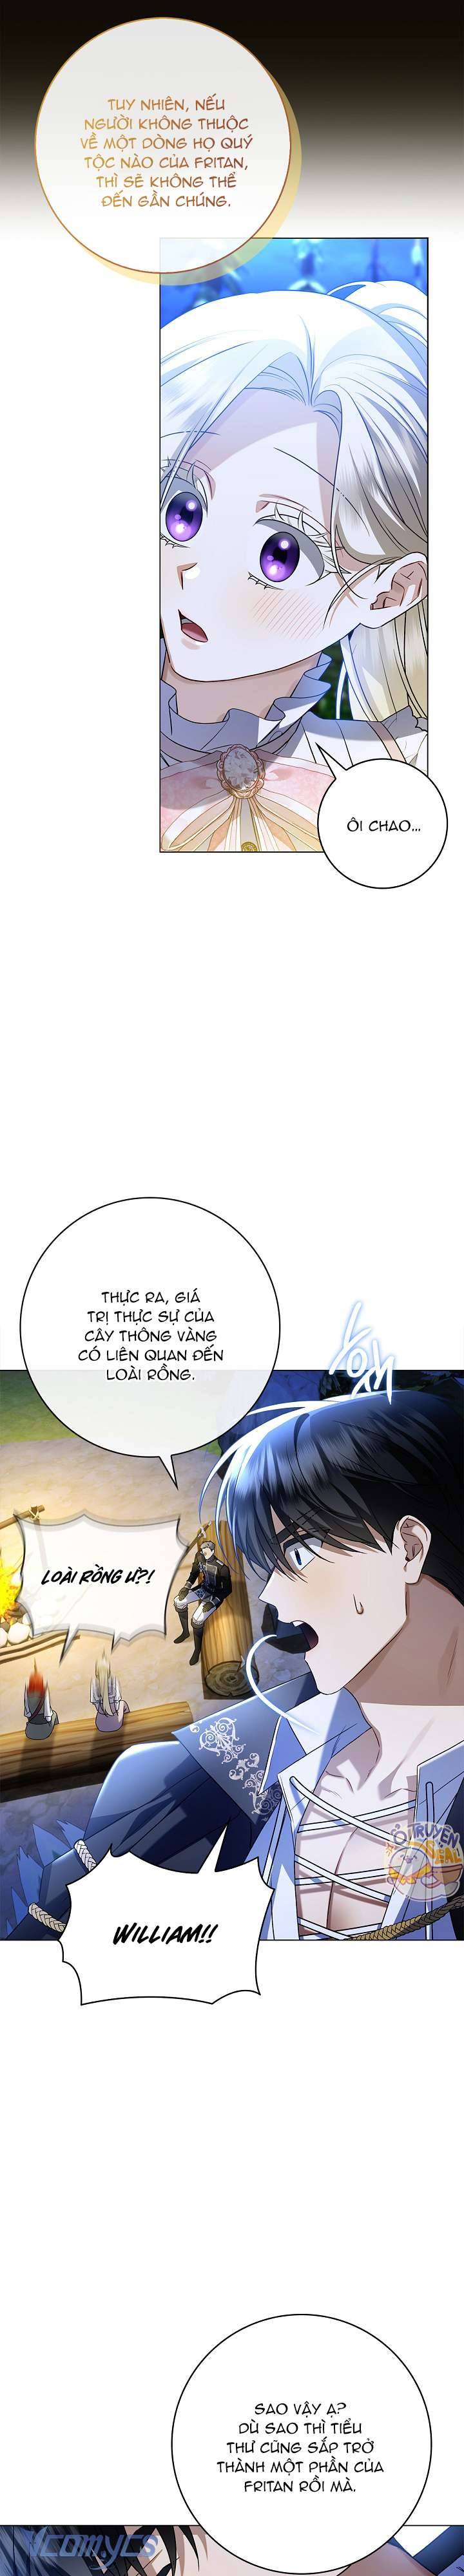 TUY NHIÊN, NẾU
NGƯỜI KHÔNG THUỘC
VỀ MỘT DÒNG HỌ QUÝ
TỘC NÀO CỦA FRITAN,
THÌ SẼ KHÔNG THỂ
ĐẾN GẦN CHÚNG.
ÔI CHAO...
THỰC RA, GIÁ
TRỊ THỰC SỰ CỦA
CÂY THÔNG VÀNG
CÓ LIÊN QUAN ĐẾN
LOÀI RỒNG.
LOÀI RỒNG Ư?!
Ỏ TRUYỆN
WILLIAM!!
SAO VẬY Ạ?
DÙ SAO THÌ TIỂU
THƯ CŨNG SẮP TRỞ
THÀNH MỘT PHẦN CỦA
FRITAN RỒI MÀ.
Vcomycs